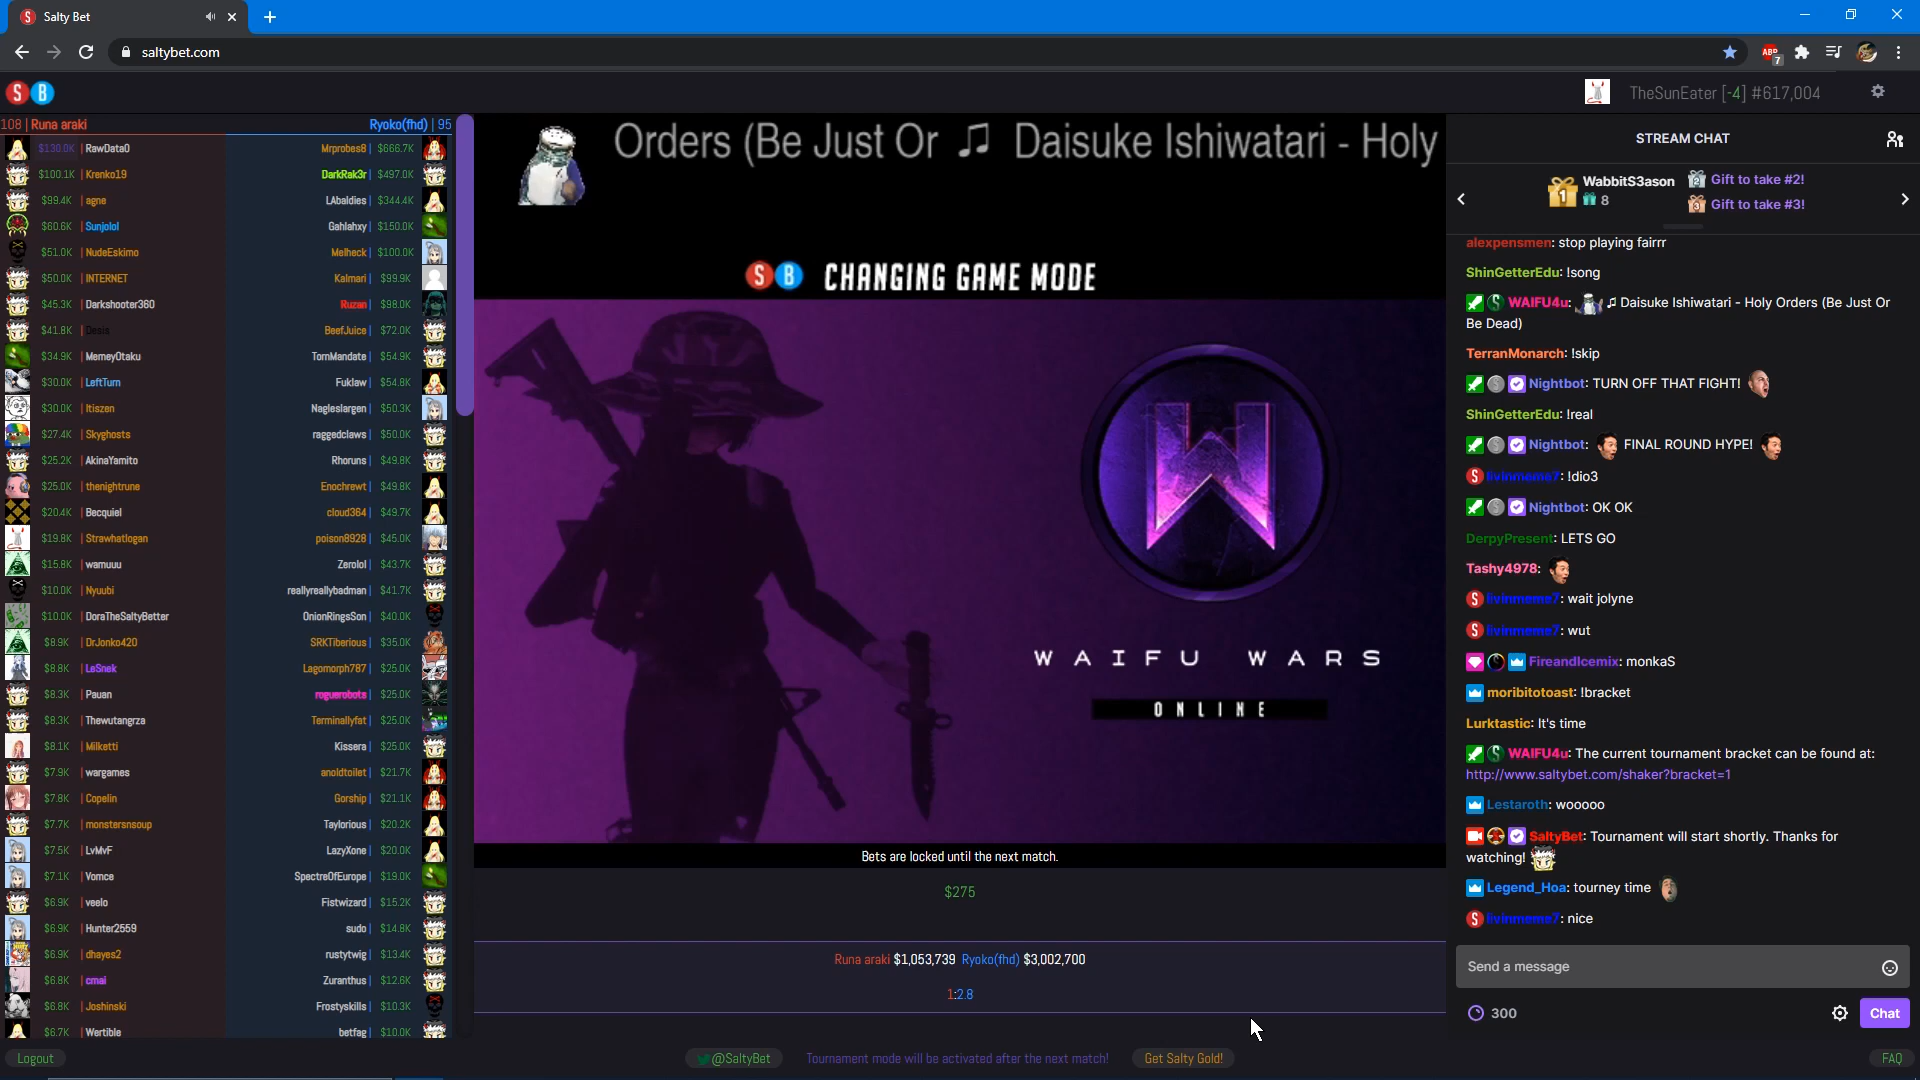 Salty Bet
saltybet.com
ABP
7
S B
TheSunEater [-4] #617,004
108 | Runa araki
Ryoko(fhd) | 95
$130.0K | RawData0
Mrprobes8 | $666.7K
$100.1K | Krenko19
DarkRak3r | $497.0K
$99.4K | agne
LAbaldies | $344.4K
$60.6K | Sunjolol
Gahlahxy | $150.0K
$51.0K | NudeEskimo
Melheck | $100.0K
$50.0K | INTERNET
Kalmari | $99.9K
$45.3K | Darkshooter360
Ruzan | $98.0K
$41.8K | Desis
BeefJuice | $72.0K
$34.9K | MemeyOtaku
TornMandate | $54.9K
$30.0K | LeftTurn
Fuklaw | $54.8K
$30.0K | Itiszen
Nagleslargen | $50.3K
$27.4K | Skyghosts
raggedclaws | $50.0K
$25.2K | AkinaYamito
Rhoruns | $49.8K
$25.0K | thenightrune
Enochrewt | $49.8K
$20.4K | Becquiel
cloud364 | $49.7K
$19.8K | Strawhatlogan
poison8928 | $45.0K
$15.8K | wamuuu
Zerolol | $43.7K
$10.0K | Nyuubi
reallyreallybadman | $41.7K
$10.0K | DoraTheSaltyBetter
OnionRingsSon | $40.0K
$8.9K | DrJonko420
SRKTiberious | $35.0K
$8.8K | LeSnek
Lagomorph787 | $25.0K
$8.3K | Pauan
roguerobots | $25.0K
$8.3K | Thewutangrza
Terminallyfat | $25.0K
$8.1K | Milketti
Kissera | $25.0K
$7.9K | wargames
anoldtoilet | $21.7K
$7.8K | Copelin
Gorship | $21.1K
$7.7K | monstersnsoup
Taylorious | $20.2K
$7.5K | LvMvF
LazyXone | $20.0K
$7.1K | Vomce
SpectreOfEurope | $19.0K
$6.9K | veelo
Fistwizard | $15.2K
$6.9K | Hunter2559
sudo | $14.8K
$6.9K | dhayes2
rustytwig | $13.4K
$6.8K | cmai
Zuranthus | $12.6K
$6.8K | Joshinski
Frostyskills | $10.3K
$6.7K | Wertible
betfag | $10.0K
Orders (Be Just Or ♫ Daisuke Ishiwatari - Holy
S B CHANGING GAME MODE
WAIFU WARS
ONLINE
Bets are locked until the next match.
$275
Runa araki $1,053,739 Ryoko(fhd) $3,002,700
1:2.8
STREAM CHAT
1 WabbitS3ason
8
2 Gift to take #2!
3 Gift to take #3!
alexpensmen: stop playing fairrr
ShinGetterEdu: !song
WAIFU4u: ♫ Daisuke Ishiwatari - Holy Orders (Be Just Or
Be Dead)
TerranMonarch: !skip
Nightbot: TURN OFF THAT FIGHT!
ShinGetterEdu: !real
Nightbot: FINAL ROUND HYPE!
livinmeme7: !dio3
Nightbot: OK OK
DerpyPresent: LETS GO
Tashy4978:
livinmeme7: wait jolyne
livinmeme7: wut
FireandIcemix: monkaS
moribitotoast: !bracket
Lurktastic: It's time
WAIFU4u: The current tournament bracket can be found at:
http://www.saltybet.com/shaker?bracket=1
Lestaroth: wooooo
SaltyBet: Tournament will start shortly. Thanks for
watching!
Legend_Hoa: tourney time
livinmeme7: nice
Send a message
300
Chat
Logout
@SaltyBet
Tournament mode will be activated after the next match!
Get Salty Gold!
FAQ